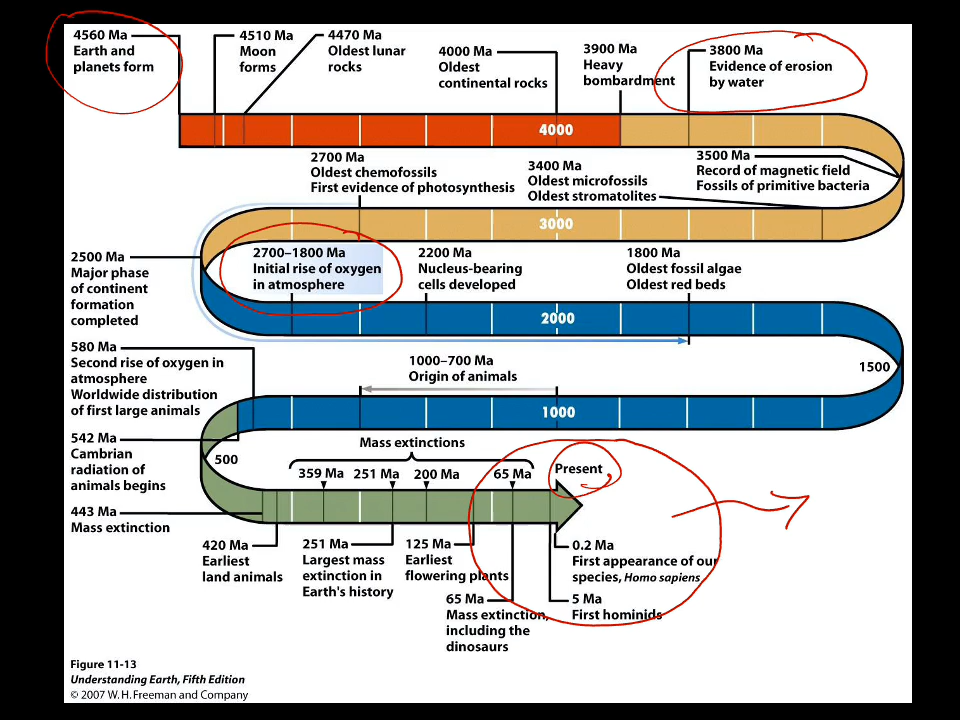 4560 Ma
Earth and
planets form
4510 Ma
Moon
forms
4470 Ma
Oldest lunar
rocks
4000 Ma
Oldest
continental rocks
3900 Ma
Heavy
bombardment
3800 Ma
Evidence of erosion
by water
4000
2700 Ma
Oldest chemofossils
First evidence of photosynthesis
3400 Ma
Oldest microfossils
Oldest stromatolites
3500 Ma
Record of magnetic field
Fossils of primitive bacteria
3000
2500 Ma
Major phase
of continent
formation
completed
2700–1800 Ma
Initial rise of oxygen
in atmosphere
2200 Ma
Nucleus-bearing
cells developed
1800 Ma
Oldest fossil algae
Oldest red beds
2000
580 Ma
Second rise of oxygen in
atmosphere
Worldwide distribution
of first large animals
1000–700 Ma
Origin of animals
1500
1000
542 Ma
Cambrian
radiation of
animals begins
500
Mass extinctions
359 Ma
251 Ma
200 Ma
65 Ma
Present
443 Ma
Mass extinction
420 Ma
Earliest
land animals
251 Ma
Largest mass
extinction in
Earth's history
125 Ma
Earliest
flowering plants
65 Ma
Mass extinction,
including the
dinosaurs
0.2 Ma
First appearance of our
species, Homo sapiens
5 Ma
First hominids
Figure 11-13
Understanding Earth, Fifth Edition
© 2007 W. H. Freeman and Company